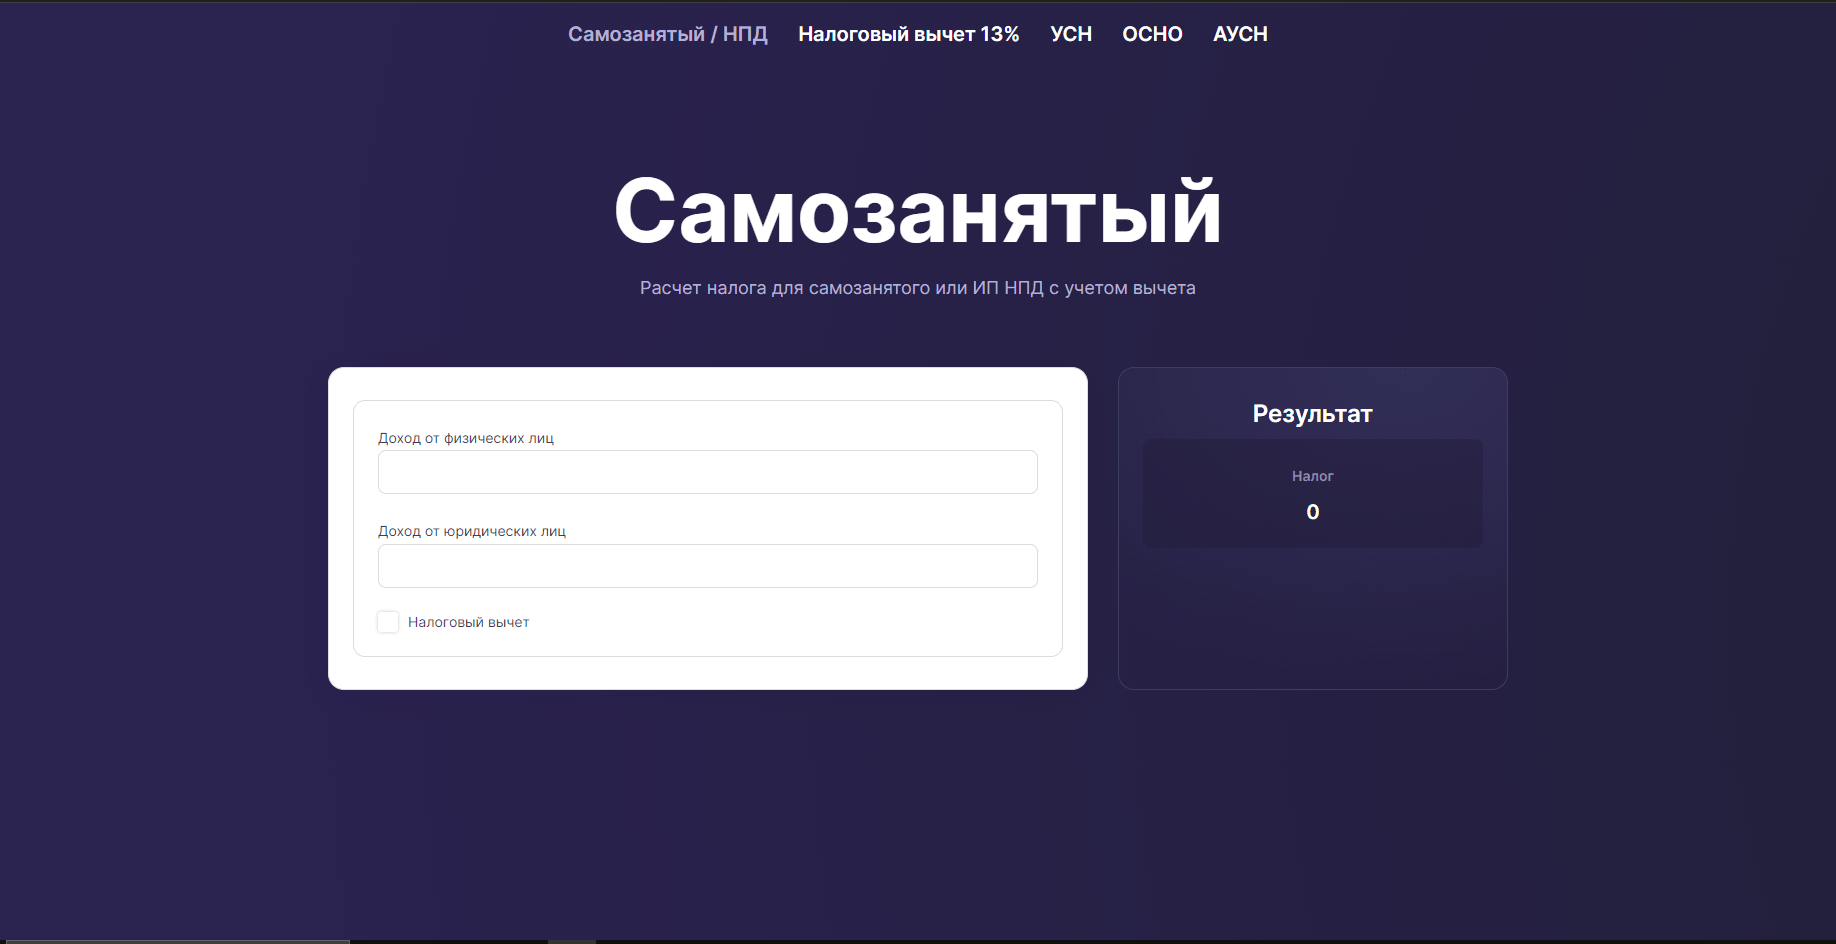 Самозанятый / НПД Налоговый вычет 13% УСН ОСНО АУСН
Самозанятый
Расчет налога для самозанятого или ИП НПД с учетом вычета
Доход от физических лиц
Доход от юридических лиц
Налоговый вычет
Результат
Налог
0